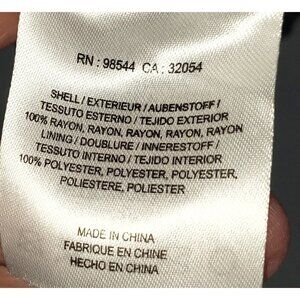 RN : 98544 CA : 32054
SHELL / EXTERIEUR / AUBENSTOFF /
TESSUTO ESTERNO / TEJIDO EXTERIOR
100% RAYON, RAYON, RAYON, RAYON, RAYON
LINING / DOUBLURE / INNERESTOFF /
TESSUTO INTERNO / TEJIDO INTERIOR
100% POLYESTER, POLYESTER, POLYESTER,
POLIESTERE, POLIESTER
MADE IN CHINA
FABRIQUE EN CHINE
HECHO EN CHINA